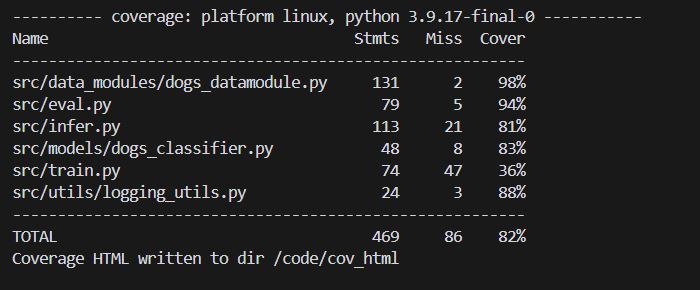 ---------- coverage: platform linux, python 3.9.17-final-0 -----------
Name                                Stmts   Miss  Cover
---------------------------------------------------------
src/data_modules/dogs_datamodule.py     131      2    98%
src/eval.py                              79      5    94%
src/infer.py                            113     21    81%
src/models/dogs_classifier.py            48      8    83%
src/train.py                             74     47    36%
src/utils/logging_utils.py               24      3    88%
---------------------------------------------------------
TOTAL                                   469     86    82%
Coverage HTML written to dir /code/cov_html